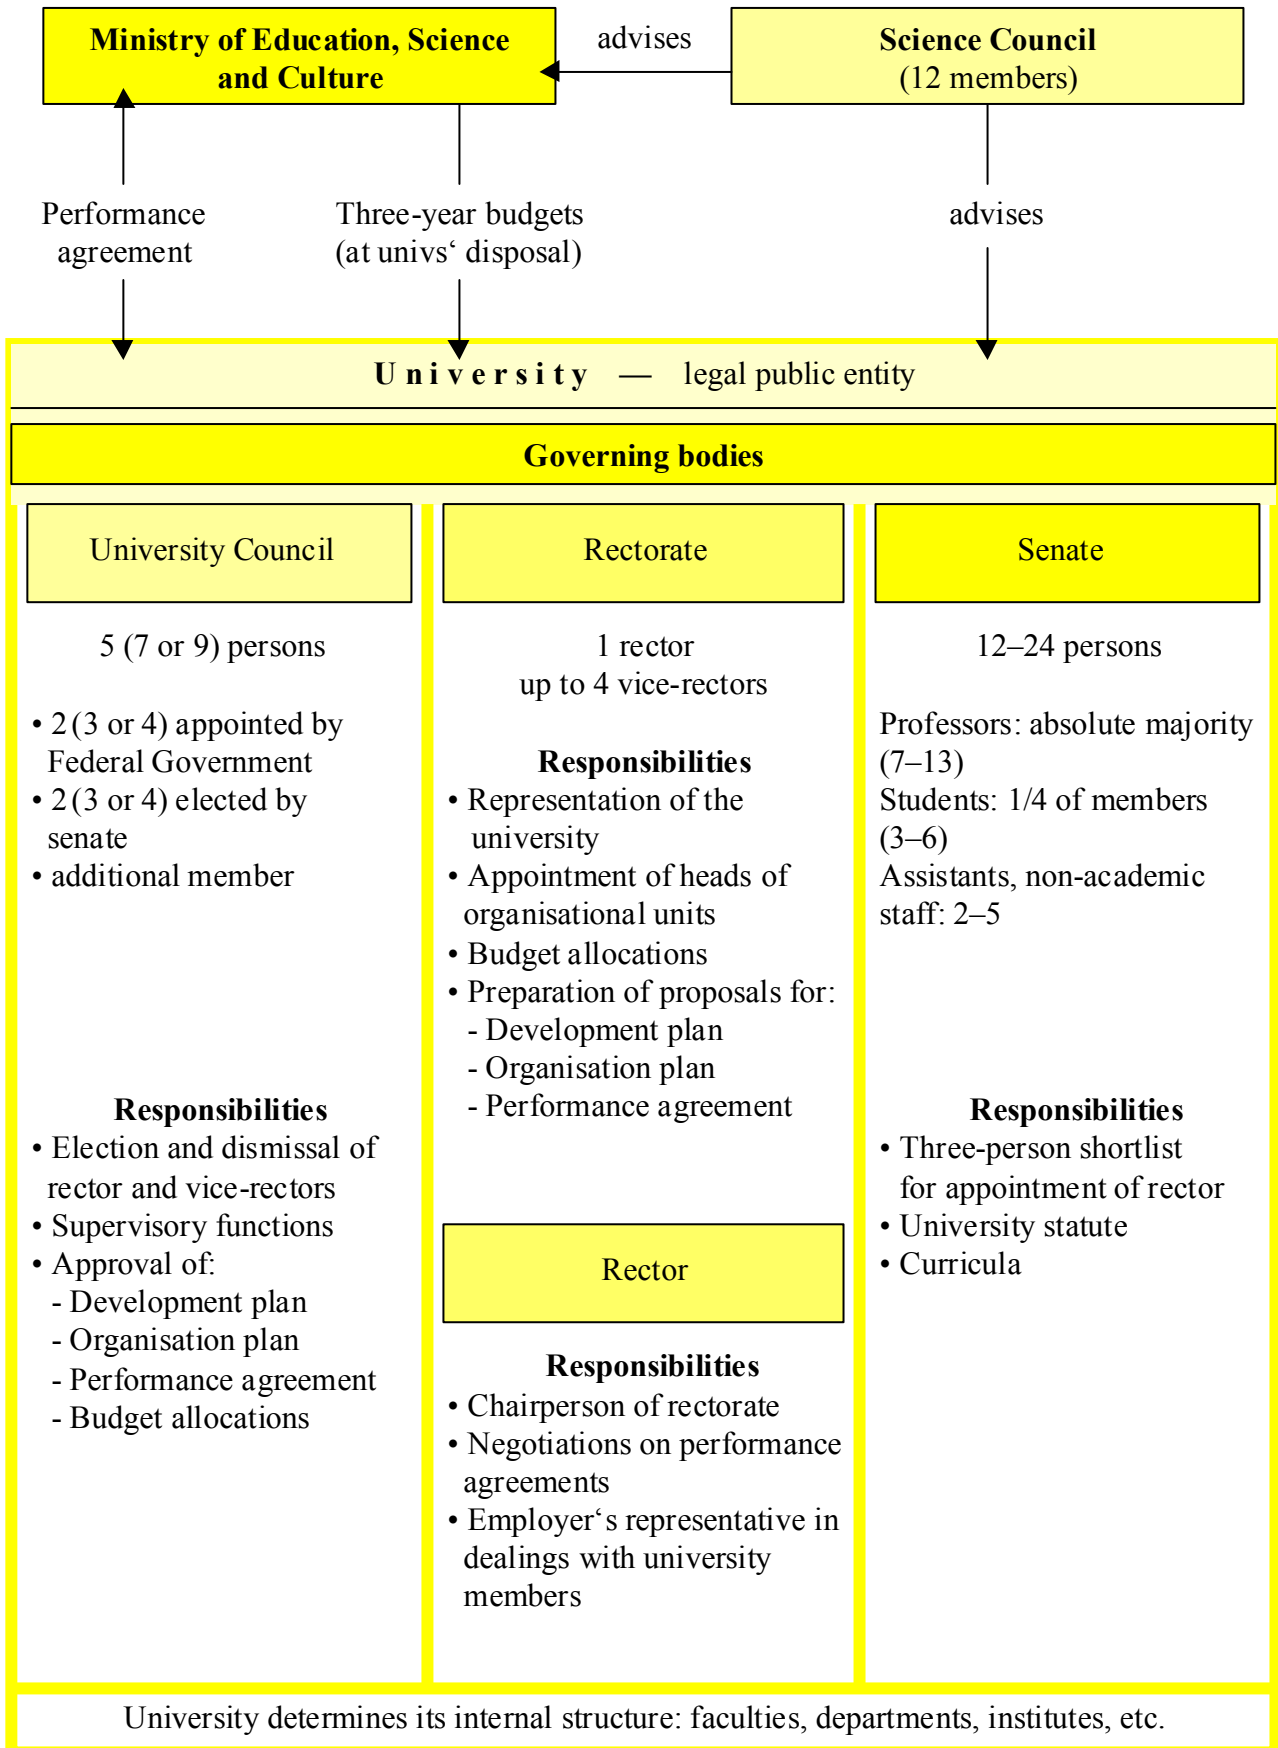 Ministry of Education, Science
and Culture
advises
Science Council
(12 members)
Performance
agreement
Three-year budgets
(at univs‘ disposal)
advises
University — legal public entity
Governing bodies
University Council
5 (7 or 9) persons
• 2 (3 or 4) appointed by
Federal Government
• 2 (3 or 4) elected by
senate
• additional member
Responsibilities
• Election and dismissal of
rector and vice-rectors
• Supervisory functions
• Approval of:
- Development plan
- Organisation plan
- Performance agreement
- Budget allocations
Rectorate
1 rector
up to 4 vice-rectors
Responsibilities
• Representation of the
university
• Appointment of heads of
organisational units
• Budget allocations
• Preparation of proposals for:
- Development plan
- Organisation plan
- Performance agreement
Rector
Responsibilities
• Chairperson of rectorate
• Negotiations on performance
agreements
• Employer‘s representative in
dealings with university
members
Senate
12–24 persons
Professors: absolute majority
(7–13)
Students: 1/4 of members
(3–6)
Assistants, non-academic
staff: 2–5
Responsibilities
• Three-person shortlist
for appointment of rector
• University statute
• Curricula
University determines its internal structure: faculties, departments, institutes, etc.